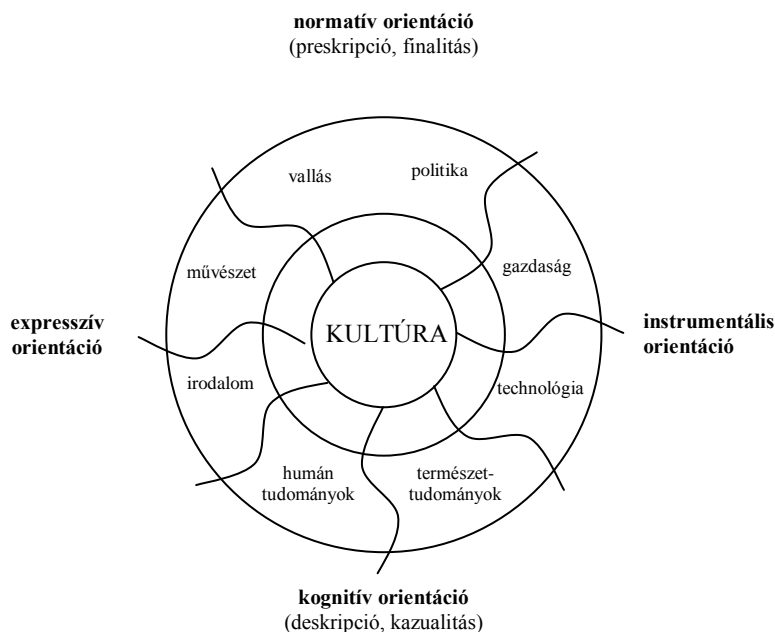 normatív orientáció
(preskripció, finalitás)
vallás
politika
művészet
gazdaság
expresszív
orientáció
KULTÚRA
instrumentális
orientáció
irodalom
technológia
humán
tudományok
természet-
tudományok
kognitív orientáció
(deskripció, kazualitás)